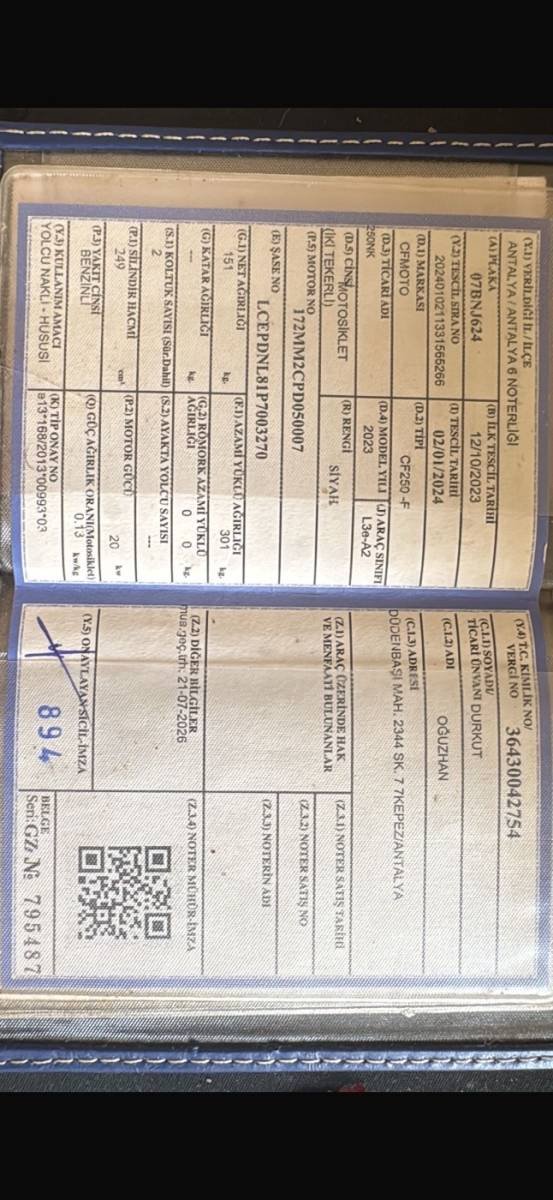 (Y.1) VERİLDİĞİ İL / İLÇE
ANTALYA / ANTALYA 6 NOTERLİĞİ
(A) PLAKA
07BNJ624
(B) İLK TESCİL TARİHİ
12/10/2023
(Y.2) TESCİL SIRA NO
2024010211331565266
(I) TESCİL TARİHİ
02/01/2024
(D.1) MARKASI
CFMOTO
(D.2) TİPİ
CF250 -F
(D.3) TİCARİ ADI
250NK
(D.4) MODEL YILI
2023
(J) ARAÇ SINIFI
L3e-A2
(D.5) CİNSİ
MOTOSİKLET
(İKİ TEKERLİ)
(R) RENGİ
SİYAH
(P.5) MOTOR NO
172MM2CPD050007
(E) ŞASE NO
LCEPDNL81P7003270
(G.1) NET AĞIRLIĞI
151 kg.
(F.1) AZAMİ YÜKLÜ AĞIRLIĞI
301 kg.
(G) KATAR AĞIRLIĞI
--- kg.
(G.2) RÖMORK AZAMİ YÜKLÜ
AĞIRLIĞI
0 0 kg.
(S.1) KOLTUK SAYISI (Sür.Dahil)
2
(S.2) AYAKTA YOLCU SAYISI
---
(P.1) SİLİNDİR HACMİ
249 cm³
(P.2) MOTOR GÜCÜ
20 kw
(P.3) YAKIT CİNSİ
BENZİNLİ
(Q) GÜÇ AĞIRLIK ORANI(Motosiklet)
0.13 kw/kg
(Y.3) KULLANIM AMACI
YOLCU NAKLİ - HUSUSİ
(K) TİP ONAY NO
e13*168/2013*00993*03
(Y.4) T.C. KİMLİK NO/
VERGİ NO
36430042754
(C.1.1) SOYADI/
TİCARİ ÜNVANI DURKUT
(C.1.2) ADI
OĞUZHAN
(C.1.3) ADRESİ
DÜDENBAŞI MAH. 2344 SK. 7 7KEPEZ/ANTALYA
(Z.1) ARAÇ ÜZERİNDE HAK
VE MENFAATİ BULUNANLAR
(Z.3.1) NOTER SATIŞ TARİHİ
(Z.3.2) NOTER SATIŞ NO
(Z.3.3) NOTERİN ADI
(Z.2) DİĞER BİLGİLER
mua.geç.trh: 21-07-2026
(Z.3.4) NOTER MÜHÜR-İMZA
(Y.5) ONAYLAYAN SİCİL-İMZA
894
BELGE
Seri: GZ № 795487